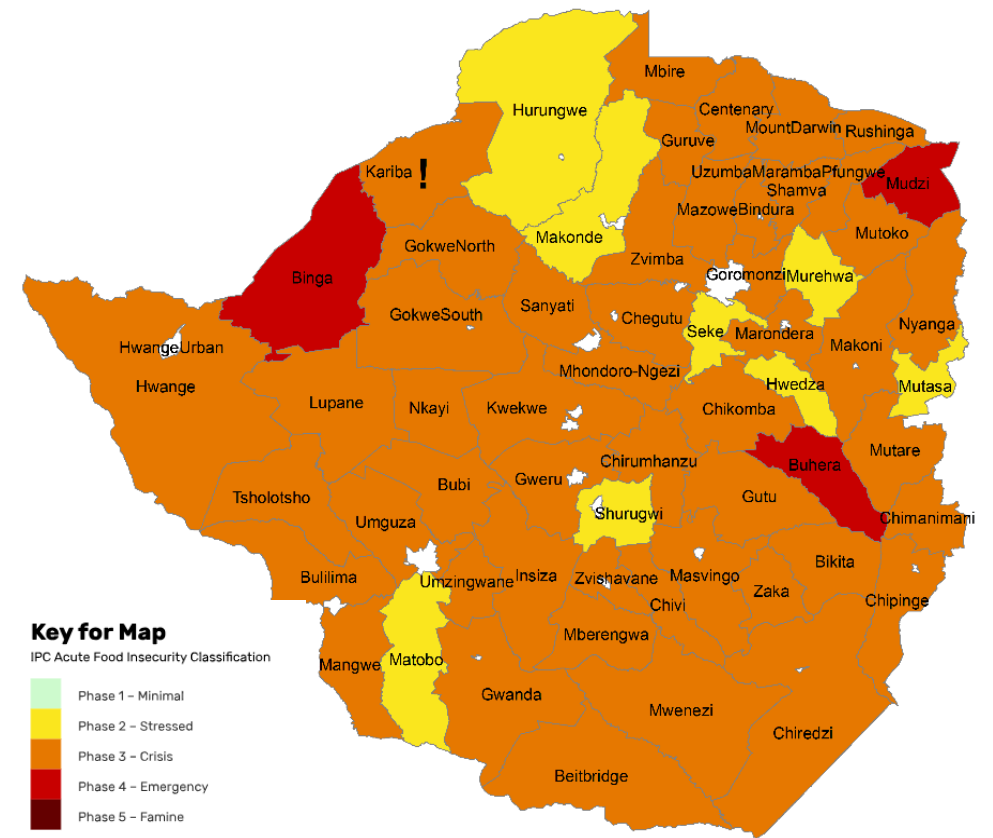 Mbire
Hurungwe
Centenary
MountDarwin
Rushinga
Guruve
Kariba !
UzumbaMarambaPfungwe
Mudzi
Shamva
MazoweBindura
Makonde
Mutoko
GokweNorth
Zvimba
Binga
Goromonzi
Murehwa
Sanyati
GokweSouth
Chegutu
Nyanga
Seke
Marondera
Makoni
HwangeUrban
Mhondoro-Ngezi
Hwange
Hwedza
Mutasa
Lupane
Nkayi
Kwekwe
Chikomba
Mutare
Chirumhanzu
Buhera
Gweru
Bubi
Tsholotsho
Gutu
Shurugwi
Chimanimani
Umguza
Bikita
Bulilima
Umzingwane
Insiza
Zvishavane
Masvingo
Zaka
Chivi
Chipinge
Mberengwa
Mangwe
Matobo
Gwanda
Mwenezi
Chiredzi
Beitbridge
Key for Map
IPC Acute Food Insecurity Classification
Phase 1 – Minimal
Phase 2 – Stressed
Phase 3 – Crisis
Phase 4 – Emergency
Phase 5 – Famine